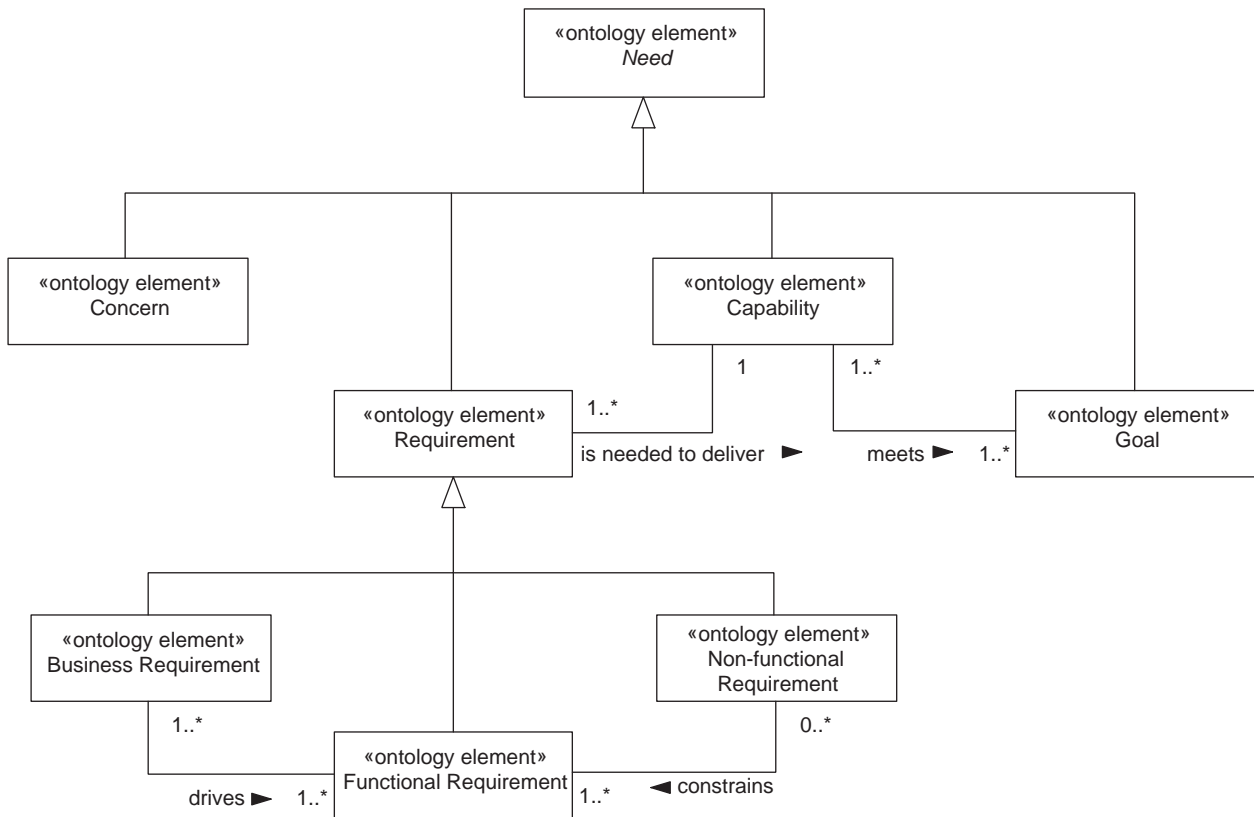 «ontology element»
Need
«ontology element»
Concern
«ontology element»
Capability
1
1..*
«ontology element»
Requirement
1..*
is needed to deliver ►
meets ►
1..*
«ontology element»
Goal
«ontology element»
Business Requirement
«ontology element»
Non-functional
Requirement
1..*
0..*
«ontology element»
Functional Requirement
drives ►
1..*
1..*
◄ constrains